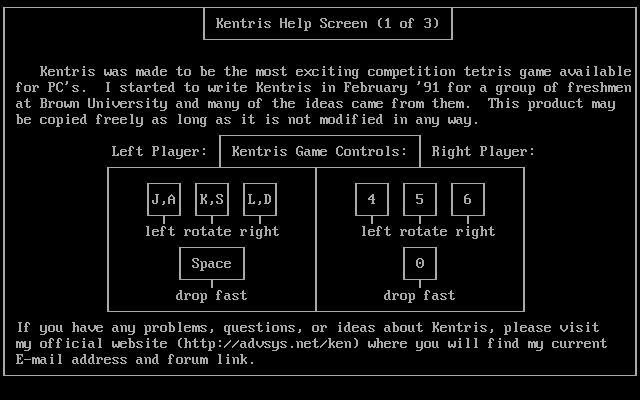 Kentris Help Screen (1 of 3)
Kentris was made to be the most exciting competition tetris game available
for PC's.  I started to write Kentris in February '91 for a group of freshmen
at Brown University and many of the ideas came from them.  This product may
be copied freely as long as it is not modified in any way.
Left Player: Kentris Game Controls: Right Player:
J,A K,S L,D 4 5 6
left rotate right left rotate right
Space 0
drop fast drop fast
If you have any problems, questions, or ideas about Kentris, please visit
my official website (http://advsys.net/ken) where you will find my current
E-mail address and forum link.